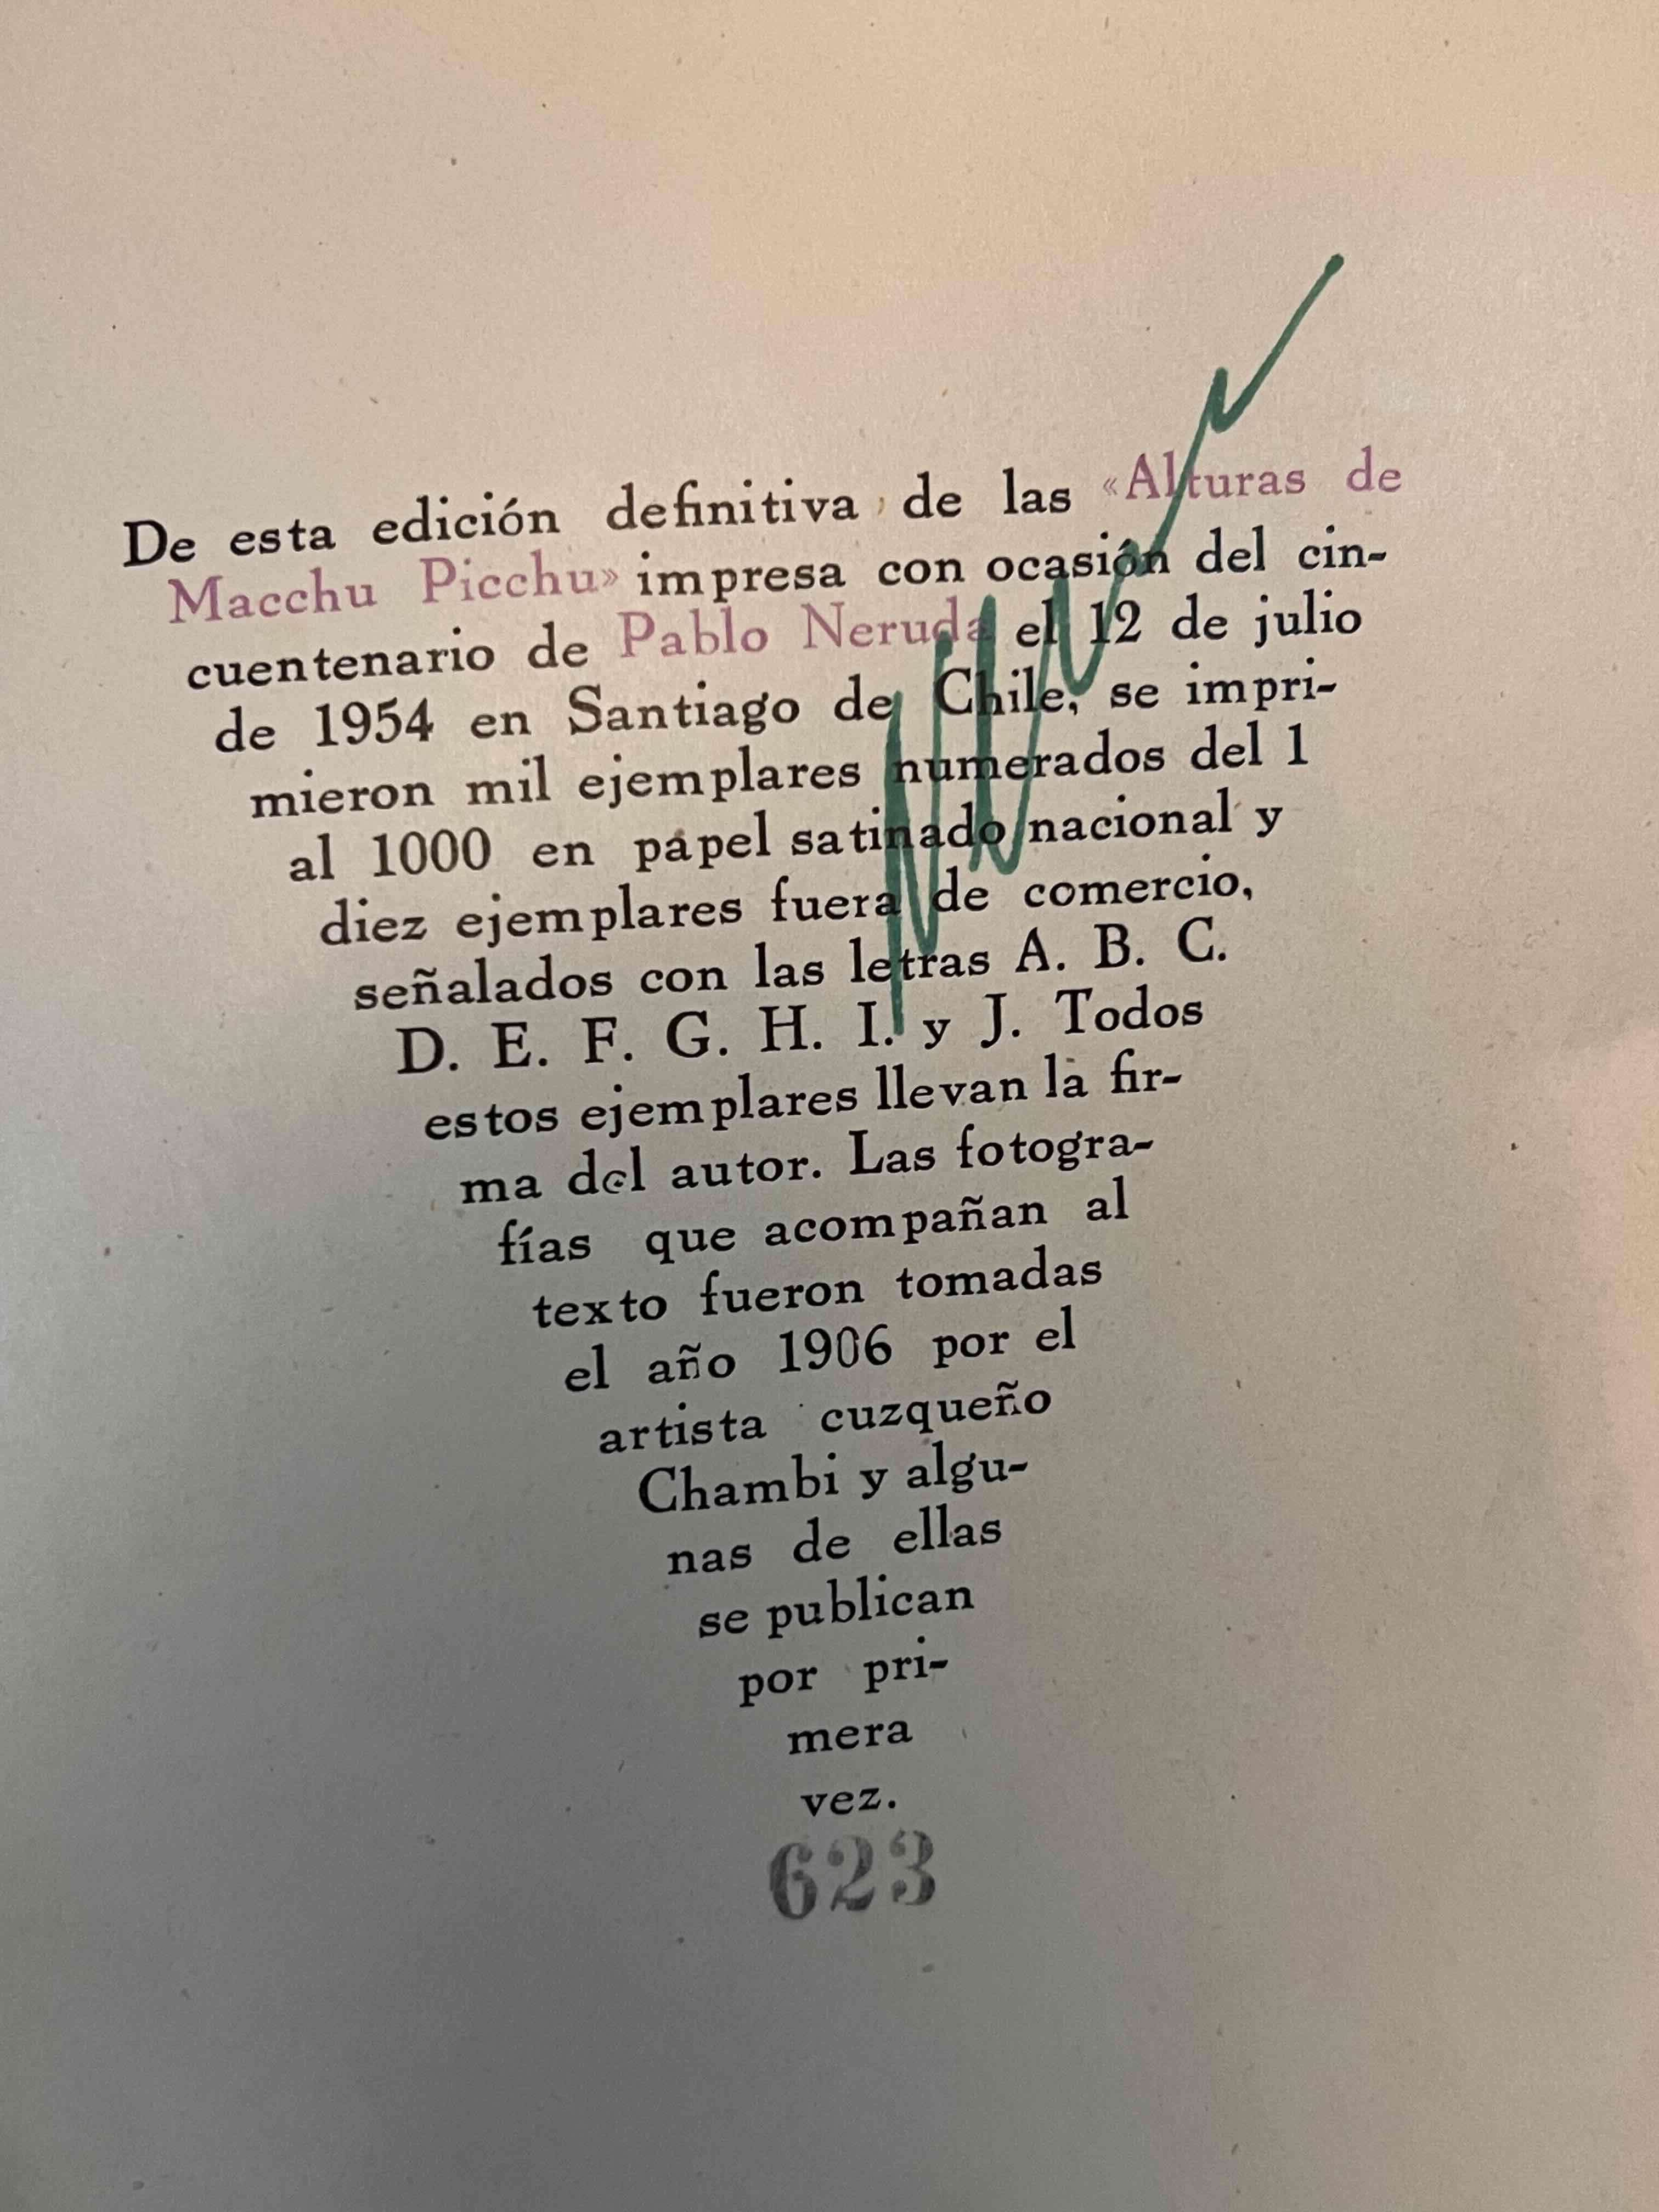 De esta edición definitiva de las «Alturas de
Macchu Picchu» impresa con ocasión del cin-
cuentenario de Pablo Neruda el 12 de julio
de 1954 en Santiago de Chile, se impri-
mieron mil ejemplares numerados del 1
al 1000 en papel satinado nacional y
diez ejemplares fuera de comercio,
señalados con las letras A. B. C.
D. E. F. G. H. I. y J. Todos
estos ejemplares llevan la fir-
ma del autor. Las fotogra-
fías que acompañan al
texto fueron tomadas
el año 1906 por el
artista cuzqueño
Chambi y algu-
nas de ellas
se publican
por pri-
mera
vez.
623